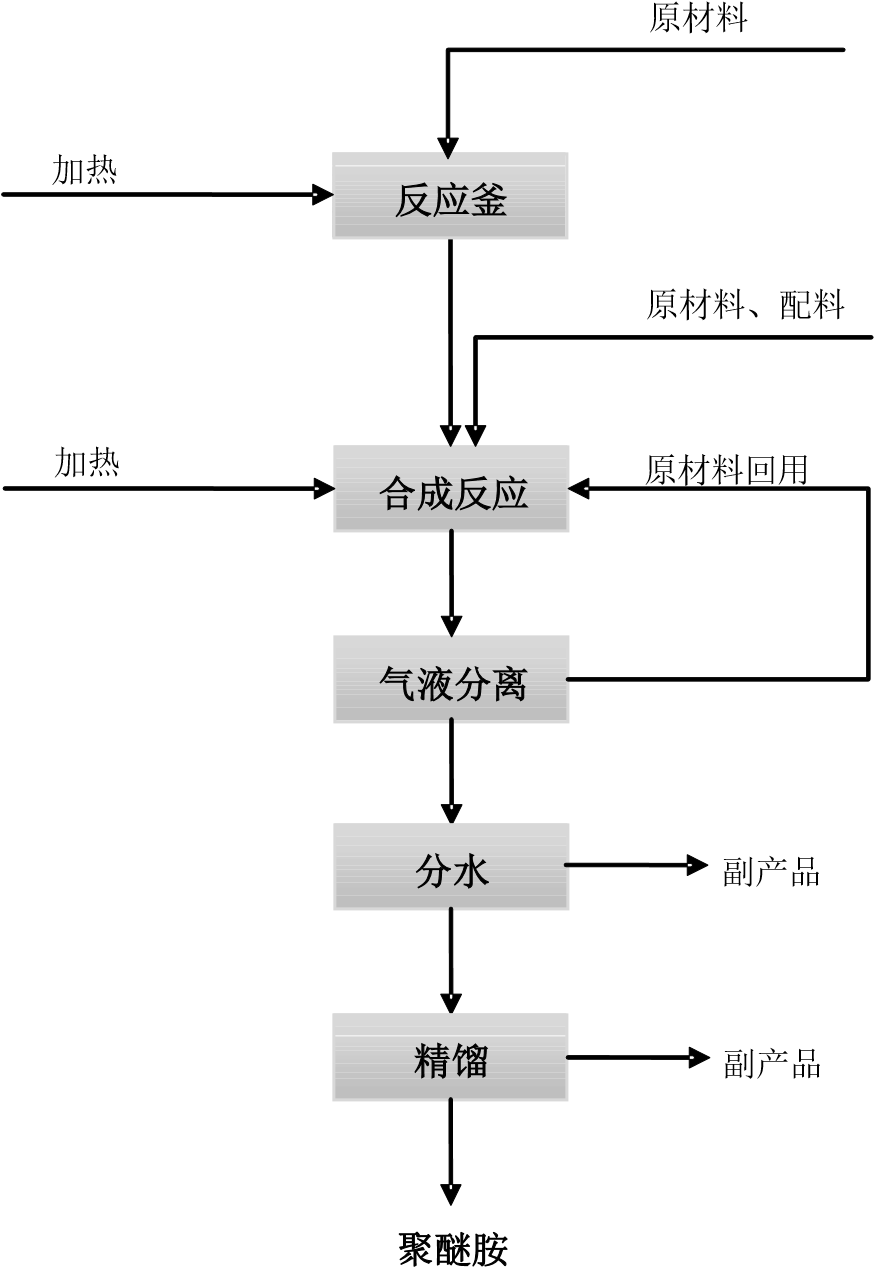 原材料
加热
反应釜
原材料、配料
加热
合成反应
原材料回用
气液分离
分水
副产品
精馏
副产品
聚醚胺